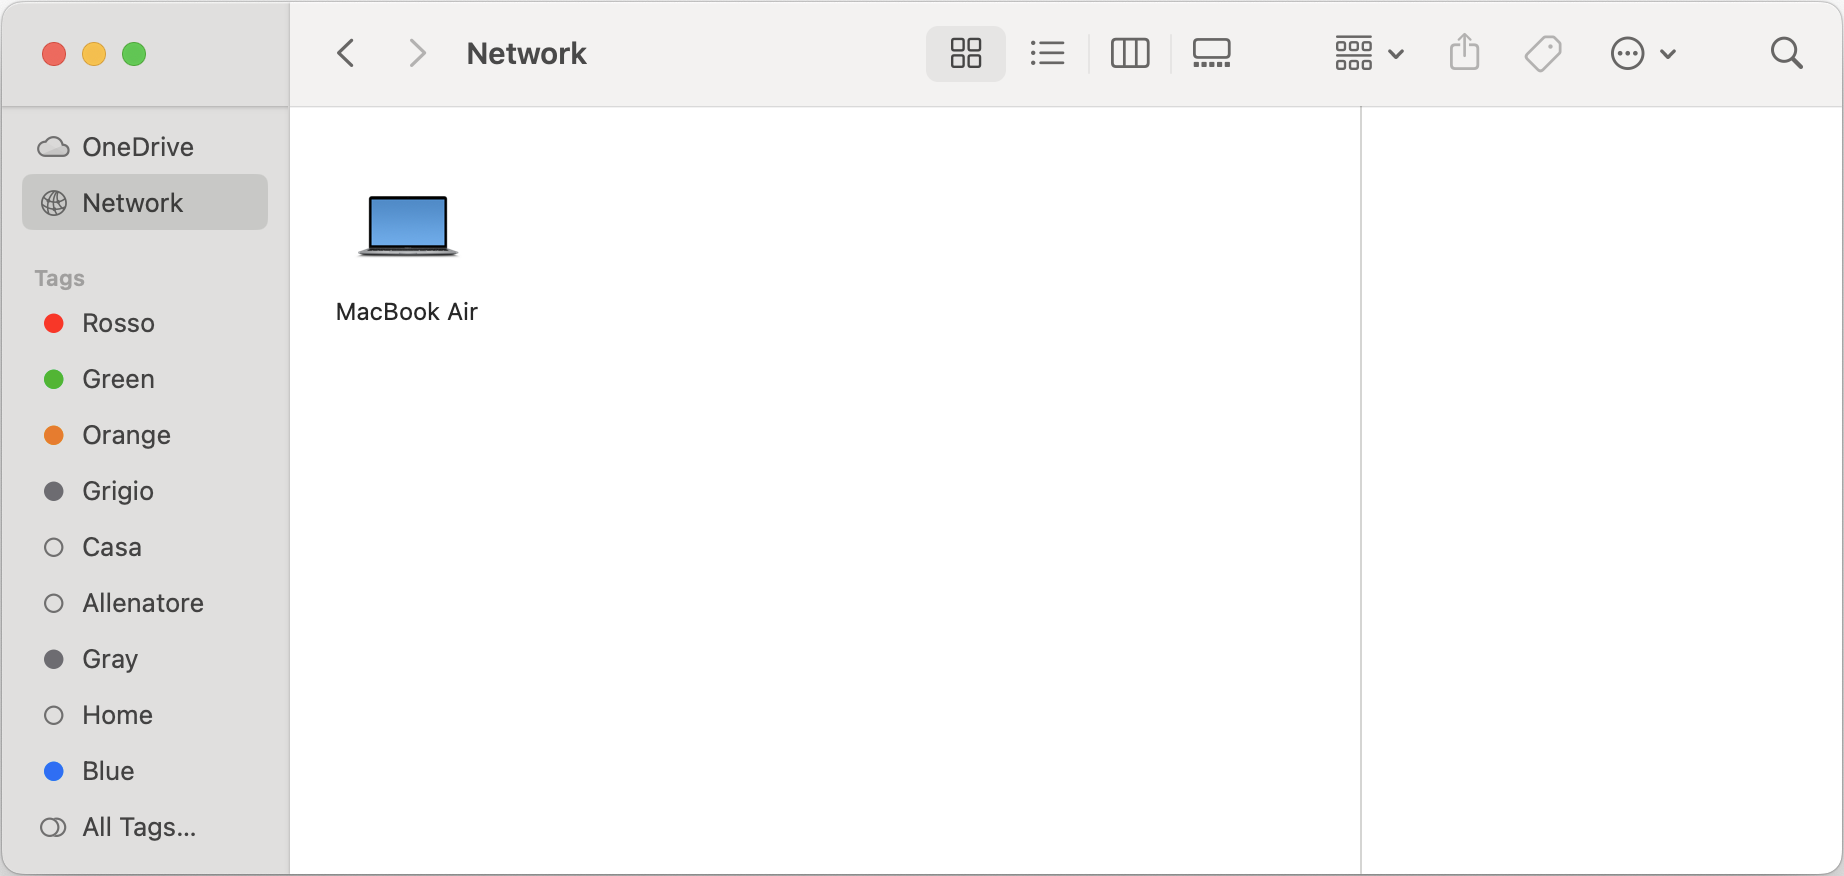 Network
OneDrive
Network
Tags
Rosso
Green
Orange
Grigio
Casa
Allenatore
Gray
Home
Blue
All Tags...
MacBook Air